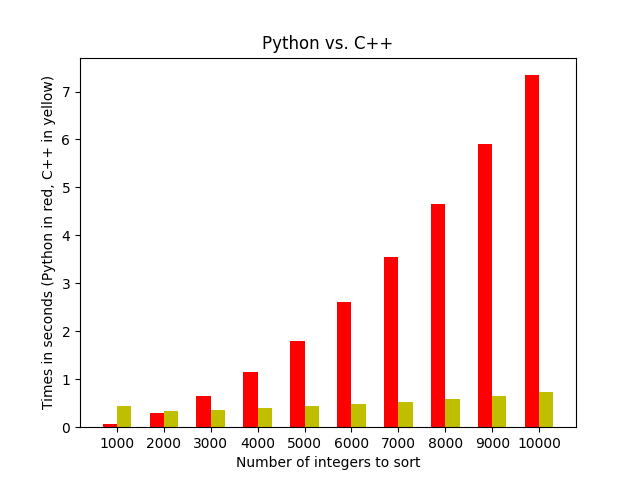 Python vs. C++
Times in seconds (Python in red, C++ in yellow)
7
6
5
4
3
2
1
0
1000 2000 3000 4000 5000 6000 7000 8000 9000 10000
Number of integers to sort